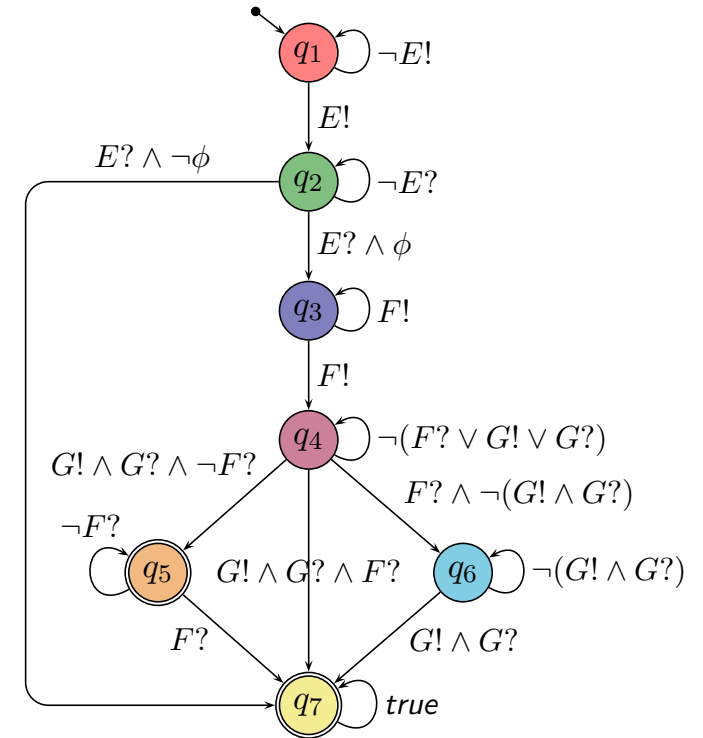 q1
¬E!
E!
E? ∧ ¬ϕ
q2
¬E?
E? ∧ ϕ
q3
F!
F!
q4
¬(F? ∨ G! ∨ G?)
G! ∧ G? ∧ ¬F?
F? ∧ ¬(G! ∧ G?)
¬F?
q5
G! ∧ G? ∧ F?
q6
¬(G! ∧ G?)
F?
G! ∧ G?
q7
true